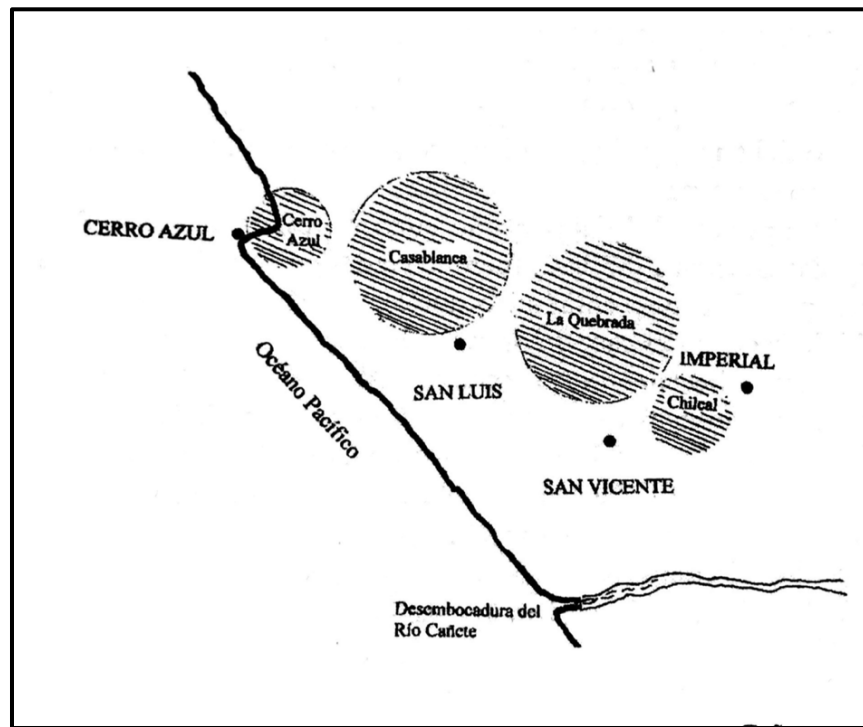 CERRO AZUL
Cerro
Azul
Casablanca
La Quebrada
IMPERIAL
Chilcal
SAN LUIS
SAN VICENTE
Océano Pacífico
Desembocadura del
Río Cañete